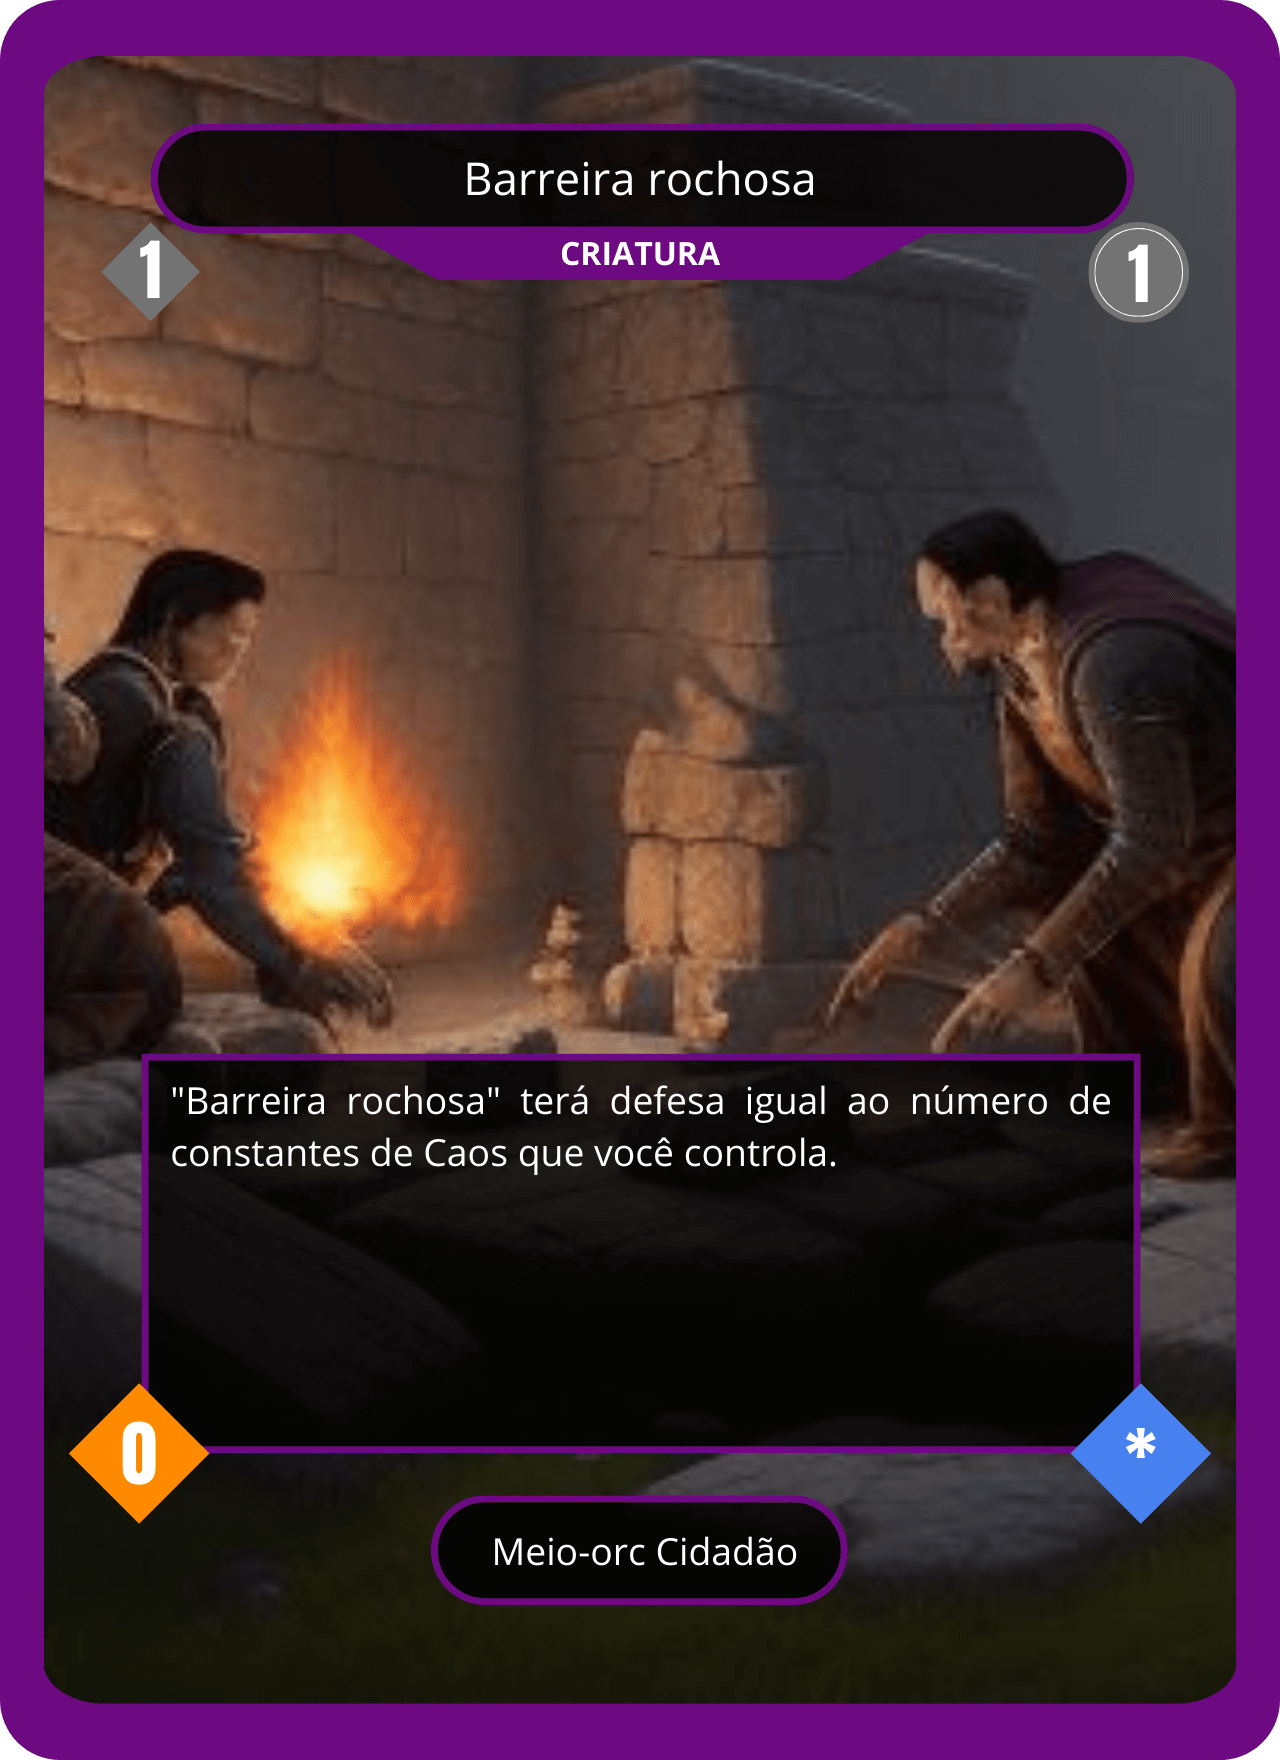 Barreira rochosa
CRIATURA
1
1
"Barreira rochosa" terá defesa igual ao número de
constantes de Caos que você controla.
0
*
Meio-orc Cidadão